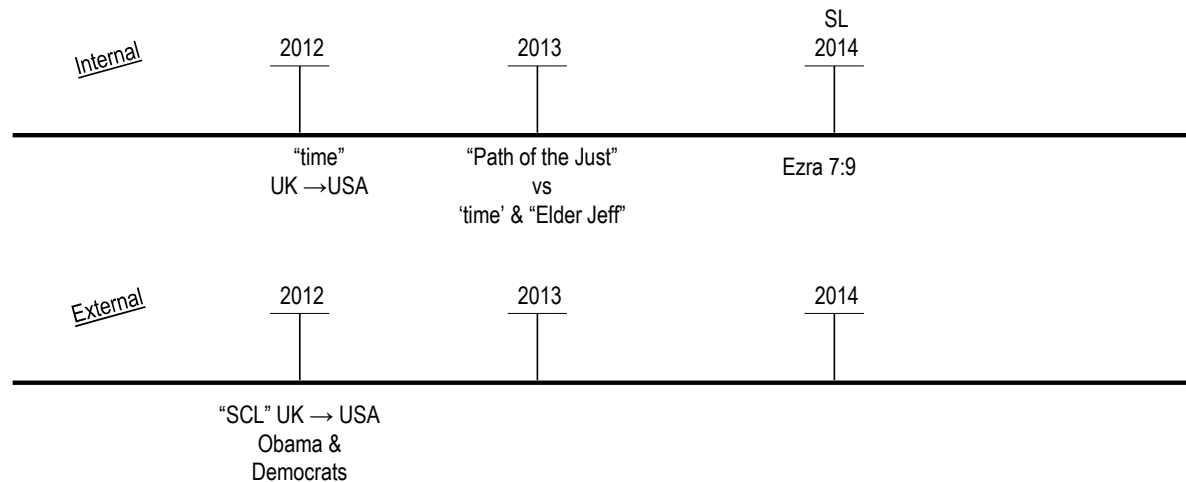 Internal
2012
2013
SL
2014
“time”
UK →USA
“Path of the Just”
vs
‘time’ & “Elder Jeff”
Ezra 7:9
External
2012
2013
2014
“SCL” UK → USA
Obama &
Democrats